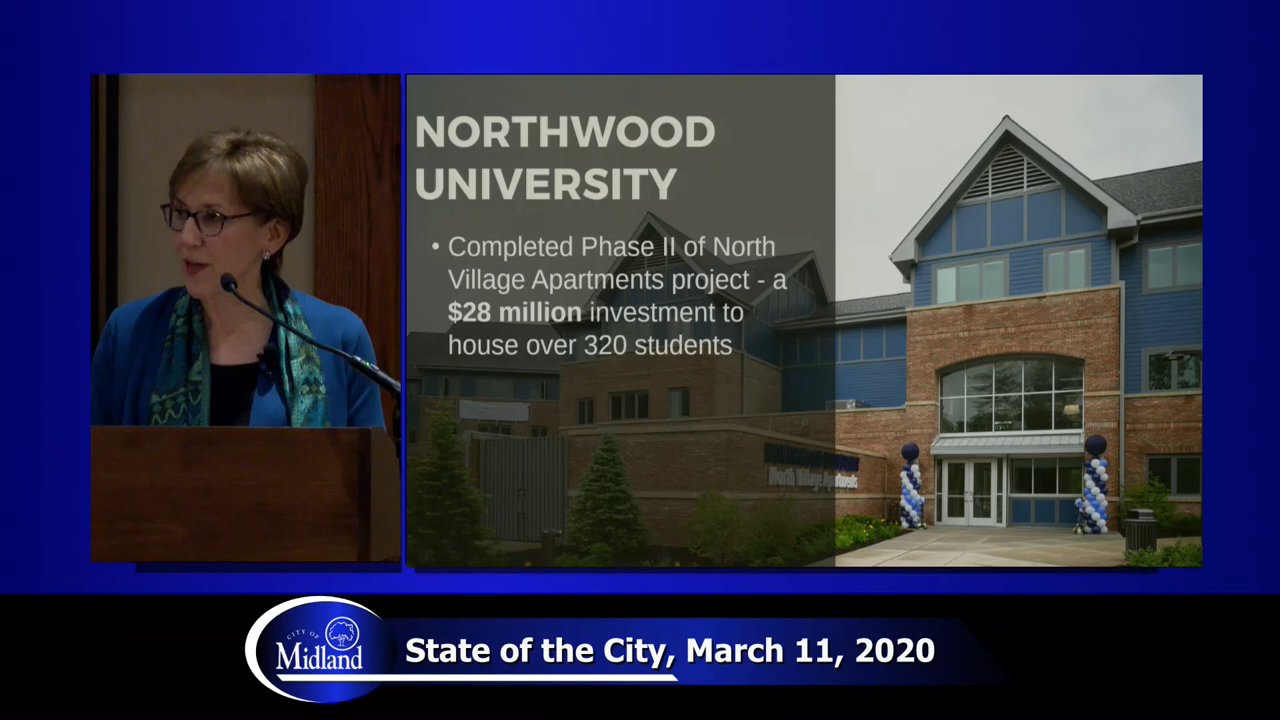 NORTHWOOD
UNIVERSITY
• Completed Phase II of North
Village Apartments project - a
$28 million investment to
house over 320 students
North Village Apartments
CITY OF
Midland
State of the City, March 11, 2020